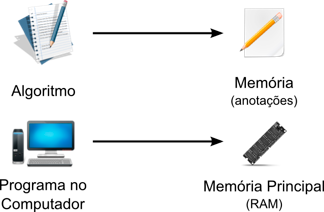 Algoritmo
Memória
(anotações)
Programa no
Computador
Memória Principal
(RAM)